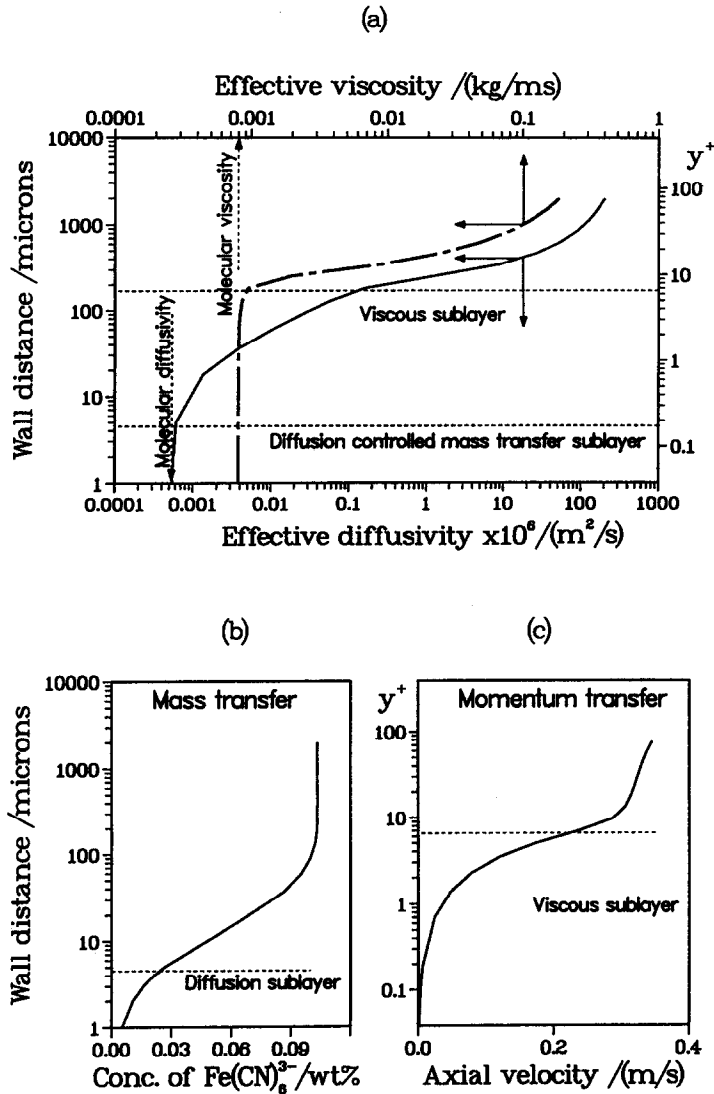 (a)
Effective viscosity /(kg/ms)
0.0001 0.001 0.01 0.1 1
10000
1000
100
10
1
Wall distance /microns
Molecular viscosity
Molecular diffusivity
y⁺
100
10
1
0.1
Viscous sublayer
Diffusion controlled mass transfer sublayer
0.0001 0.001 0.01 0.1 1 10 100 1000
Effective diffusivity x10⁶/(m²/s)
(b)
Mass transfer
10000
1000
100
10
1
Wall distance /microns
Diffusion sublayer
0.00 0.03 0.06 0.09
Conc. of Fe(CN)₆³⁻/wt%
(c)
Momentum transfer
y⁺
100
10
1
0.1
Viscous sublayer
0.0 0.2 0.4
Axial velocity /(m/s)